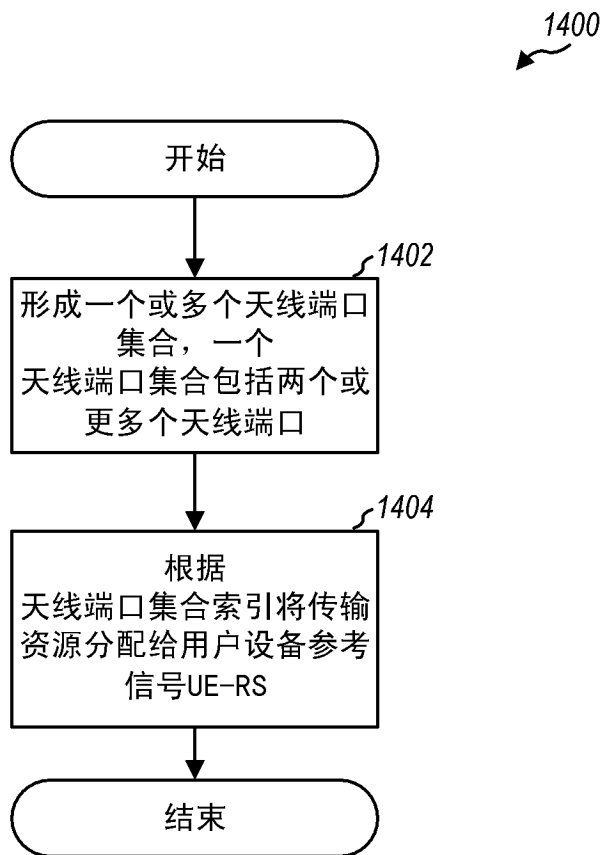 1400
开始
1402
形成一个或多个天线端口
集合，一个
天线端口集合包括两个或
更多个天线端口
1404
根据
天线端口集合索引将传输
资源分配给用户设备参考
信号UE-RS
结束